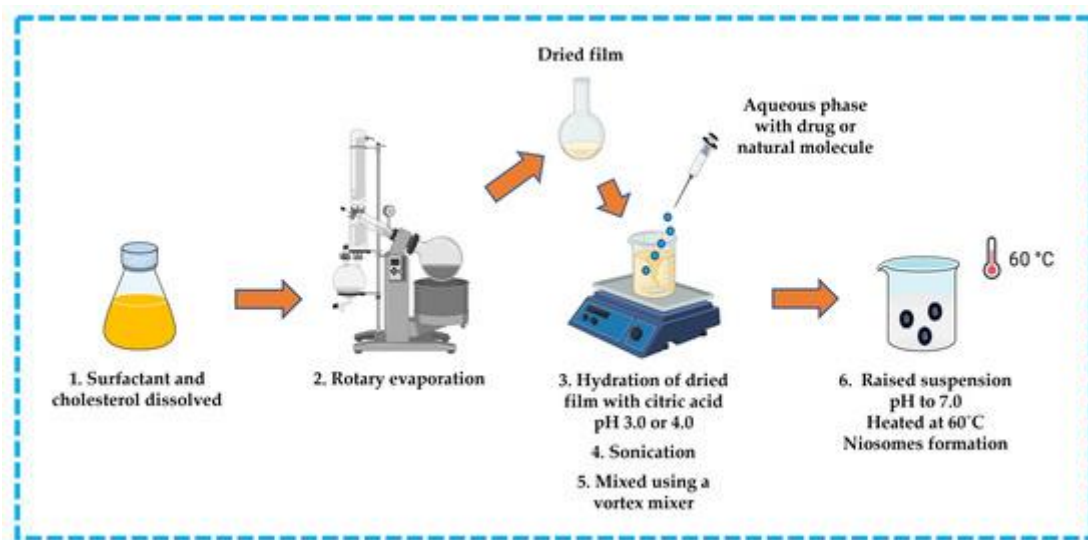 Dried film
Aqueous phase
with drug or
natural molecule
60 °C
1. Surfactant and
cholesterol dissolved
2. Rotary evaporation
3. Hydration of dried
film with citric acid
pH 3.0 or 4.0
4. Sonication
5. Mixed using a
vortex mixer
6. Raised suspension
pH to 7.0
Heated at 60˚C
Niosomes formation